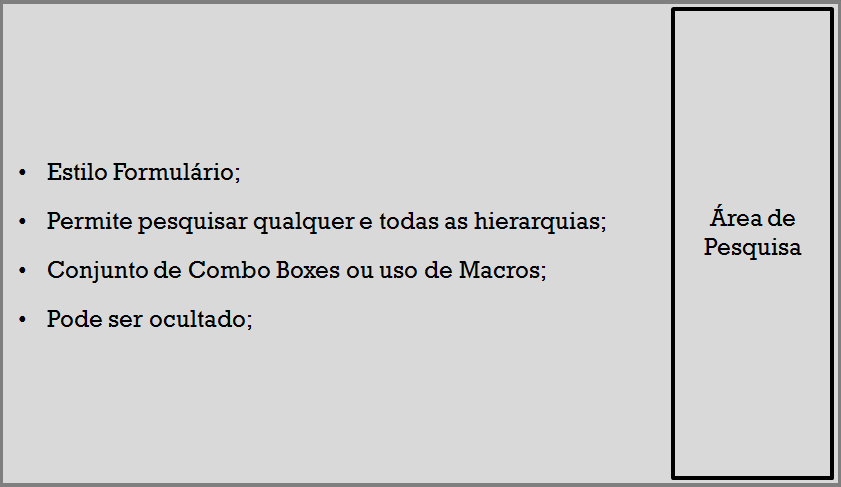 • Estilo Formulário;
• Permite pesquisar qualquer e todas as hierarquias;
• Conjunto de Combo Boxes ou uso de Macros;
• Pode ser ocultado;
Área de
Pesquisa